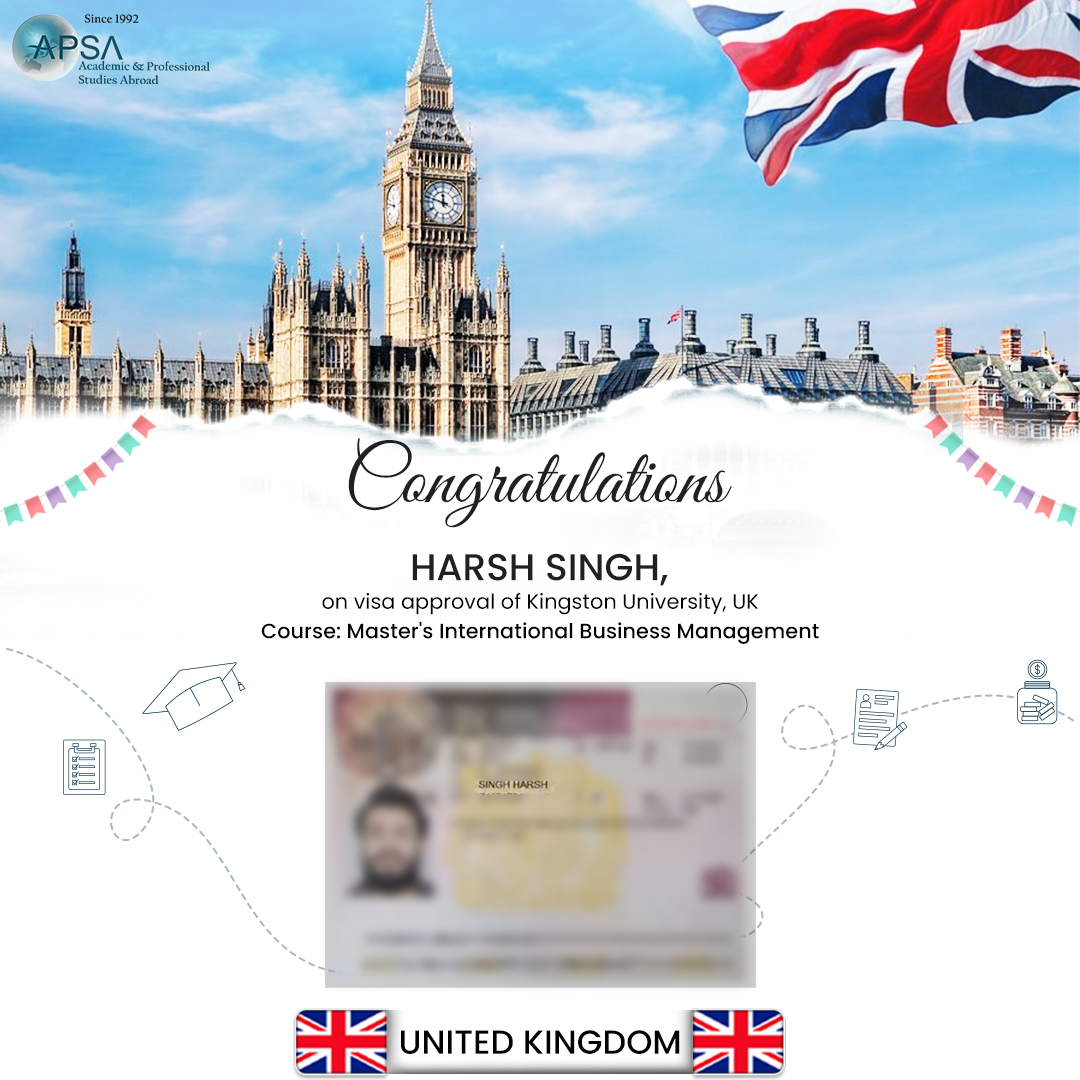 Since 1992
APSA
Academic & Professional
Studies Abroad
Congratulations
HARSH SINGH,
on visa approval of Kingston University, UK
Course: Master's International Business Management
SINGH HARSH
UNITED KINGDOM